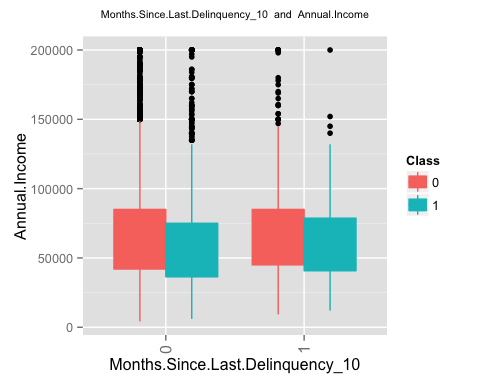 Months.Since.Last.Delinquency_10 and Annual.Income
Annual.Income
200000
150000
100000
50000
0
0
1
Months.Since.Last.Delinquency_10
Class
0
1